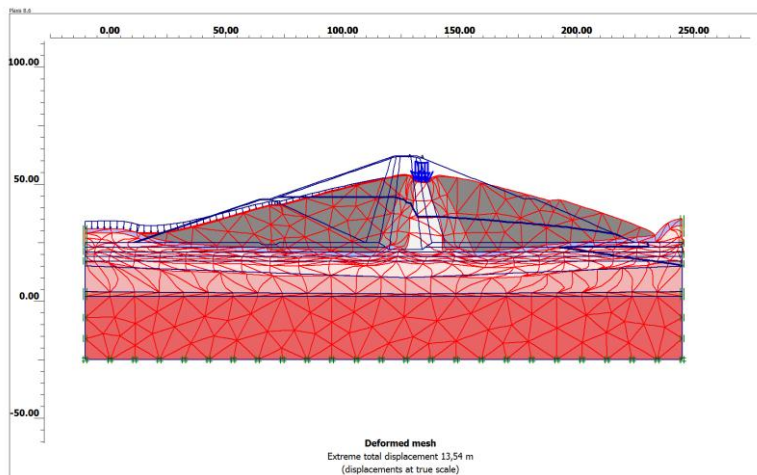 Plaxis 8.6
0.00 50.00 100.00 150.00 200.00 250.00
100.00
50.00
0.00
-50.00
Deformed mesh
Extreme total displacement 13,54 m
(displacements at true scale)